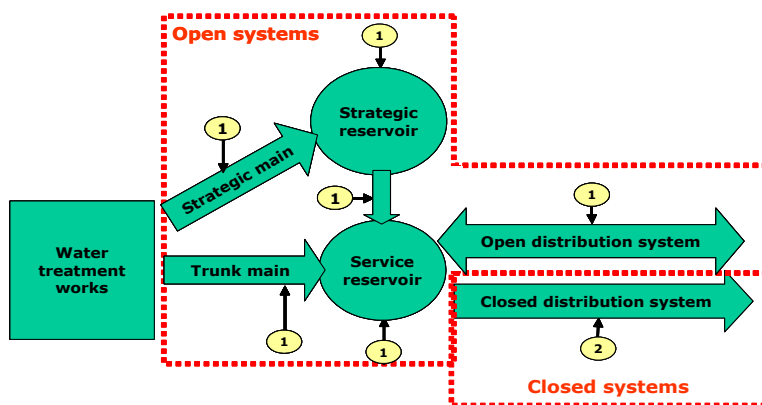 Open systems
1
Strategic
reservoir
1
Strategic main
1
1
Water
treatment
works
Trunk main
Service
reservoir
Open distribution system
Closed distribution system
1
1
2
Closed systems